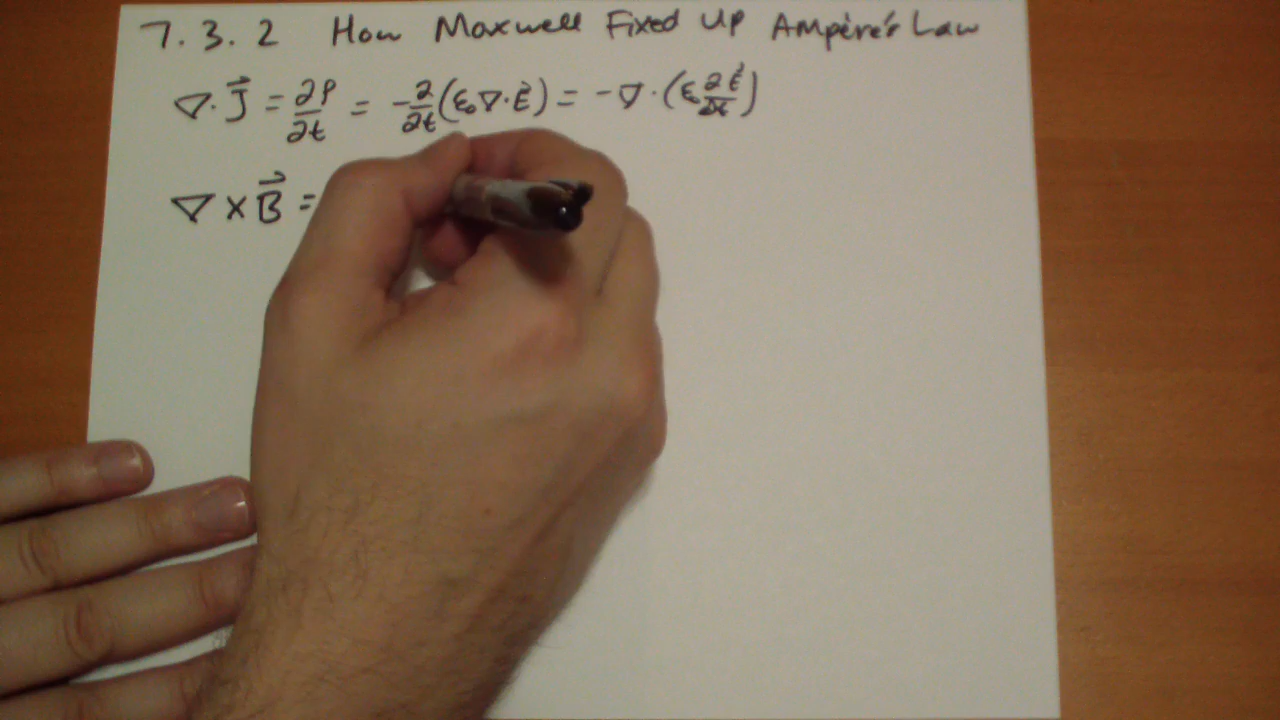 7.3.2 How Maxwell Fixed Up Ampère's Law
∇·J⃗ = ∂ρ/∂t = -∂/∂t(ε₀∇·E⃗) = -∇·(ε₀ ∂E⃗/∂t)
∇×B⃗ =